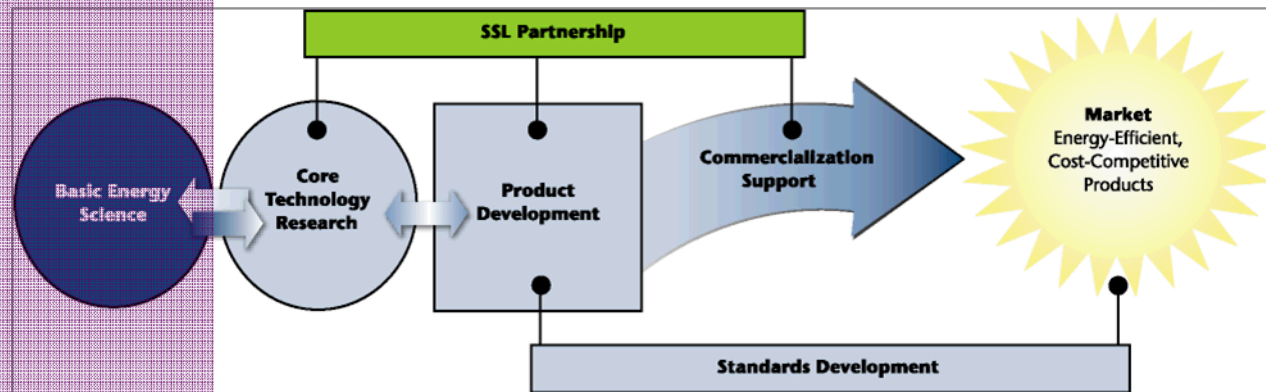 SSL Partnership
Basic Energy
Science
Core
Technology
Research
Product
Development
Commercialization
Support
Market
Energy-Efficient,
Cost-Competitive
Products
Standards Development